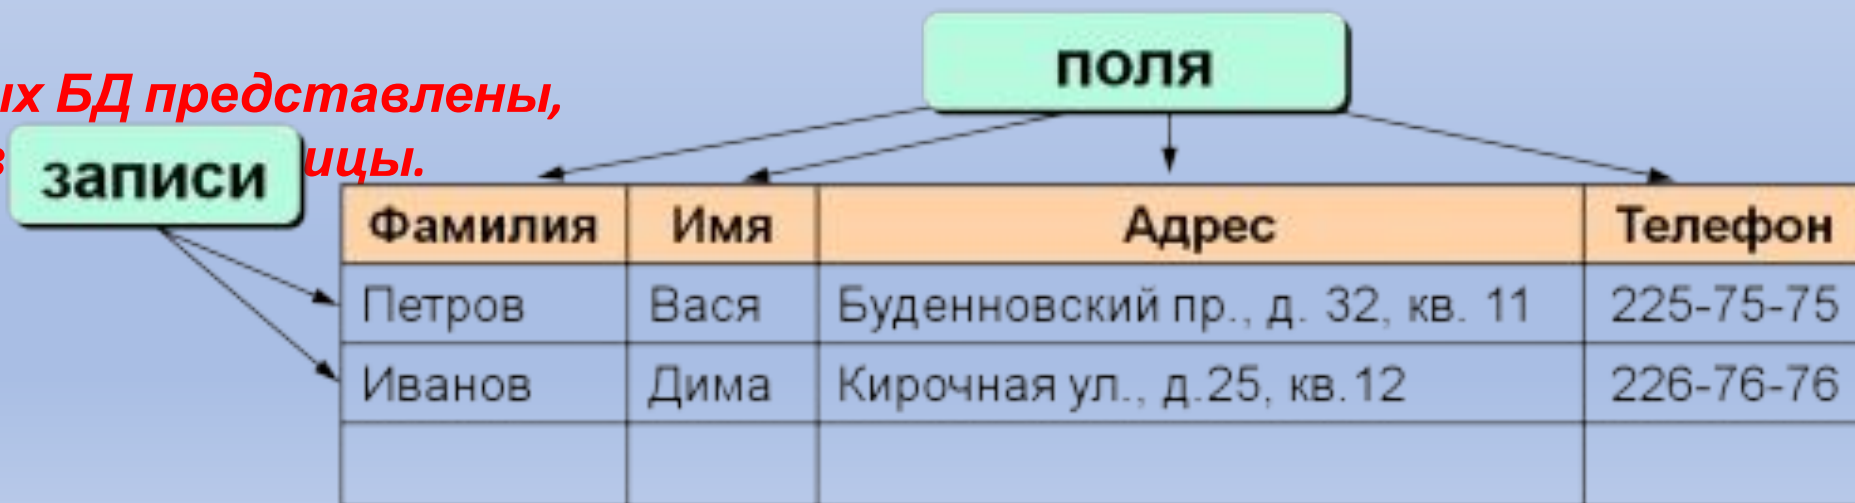 поля
ых БД представлены,
в
ицы.
записи
Фамилия Имя Адрес Телефон
Петров Вася Буденновский пр., д. 32, кв. 11 225-75-75
Иванов Дима Кирочная ул., д.25, кв.12 226-76-76